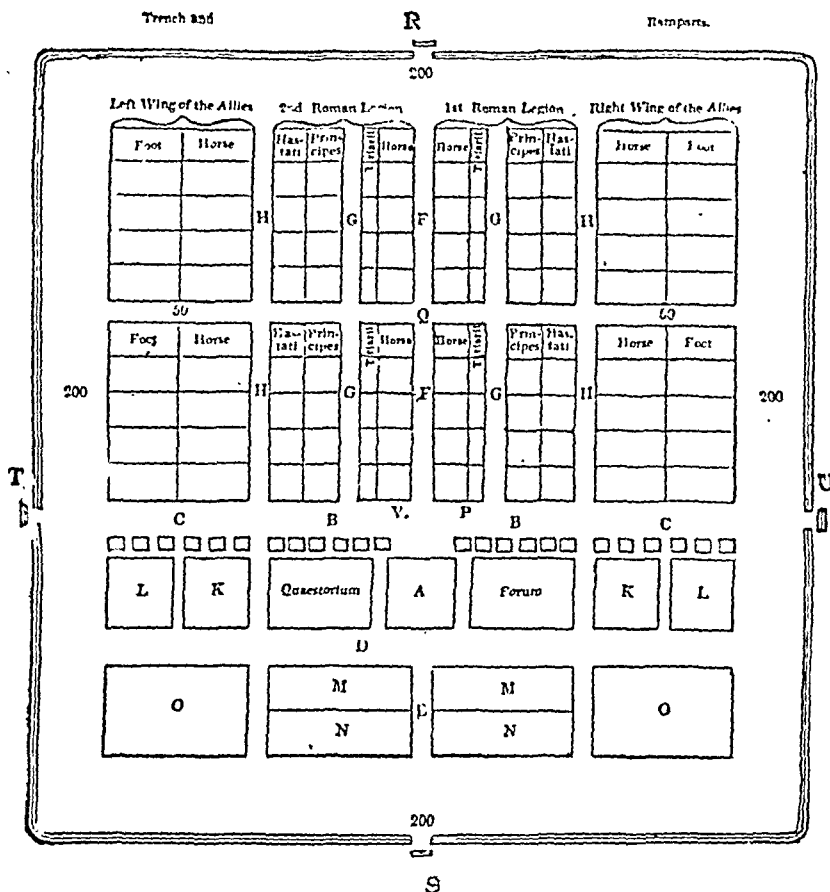 Trench and R Ramparts.
200
Left Wing of the Allies 2nd Roman Legion 1st Roman Legion Right Wing of the Allies
Foot Horse Has- Prin- Triarii Horse Horse Triarii Prin- Has- Horse Foot
tati cipes cipes tati
H G F G H
50 Q 50
Foot Horse Has- Prin- Triarii Horse Horse Triarii Prin- Has- Horse Foot
tati cipes cipes tati
200 H G F G H 200
T U
C B V. P B C
L K Quaestorium A Forum K L
D
O M E M O
N N
200
S